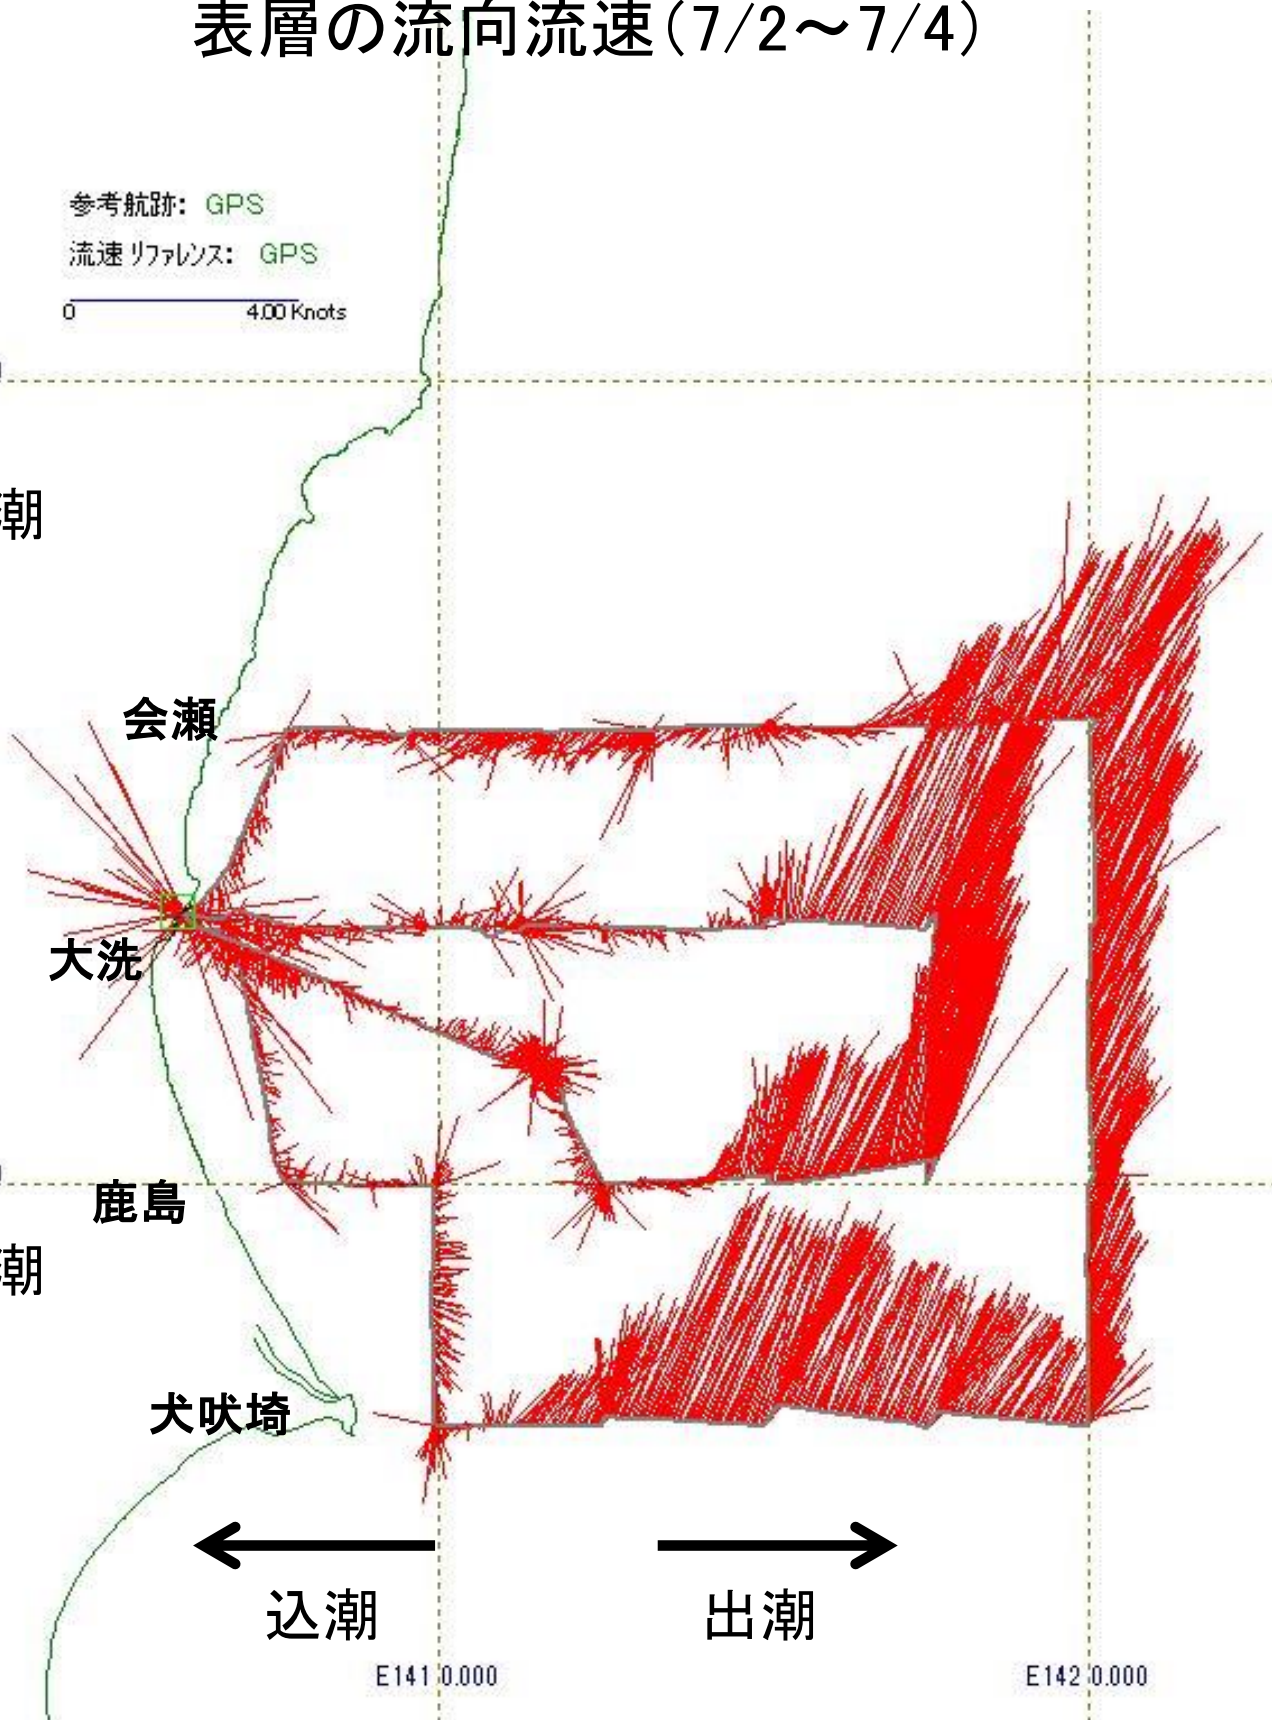 表層の流向流速(7/2～7/4)
参考航跡: GPS
流速リファレンス: GPS
0 4.00 Knots
潮
会瀬
大洗
鹿島
潮
犬吠埼
込潮 出潮
E141 0.000 E142 0.000